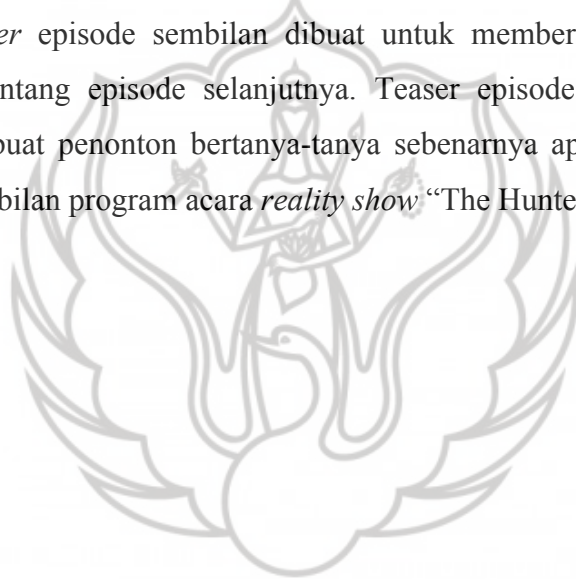 er episode sembilan dibuat untuk member
ntang episode selanjutnya. Teaser episode
buat penonton bertanya-tanya sebenarnya ap
bilan program acara reality show “The Hunte